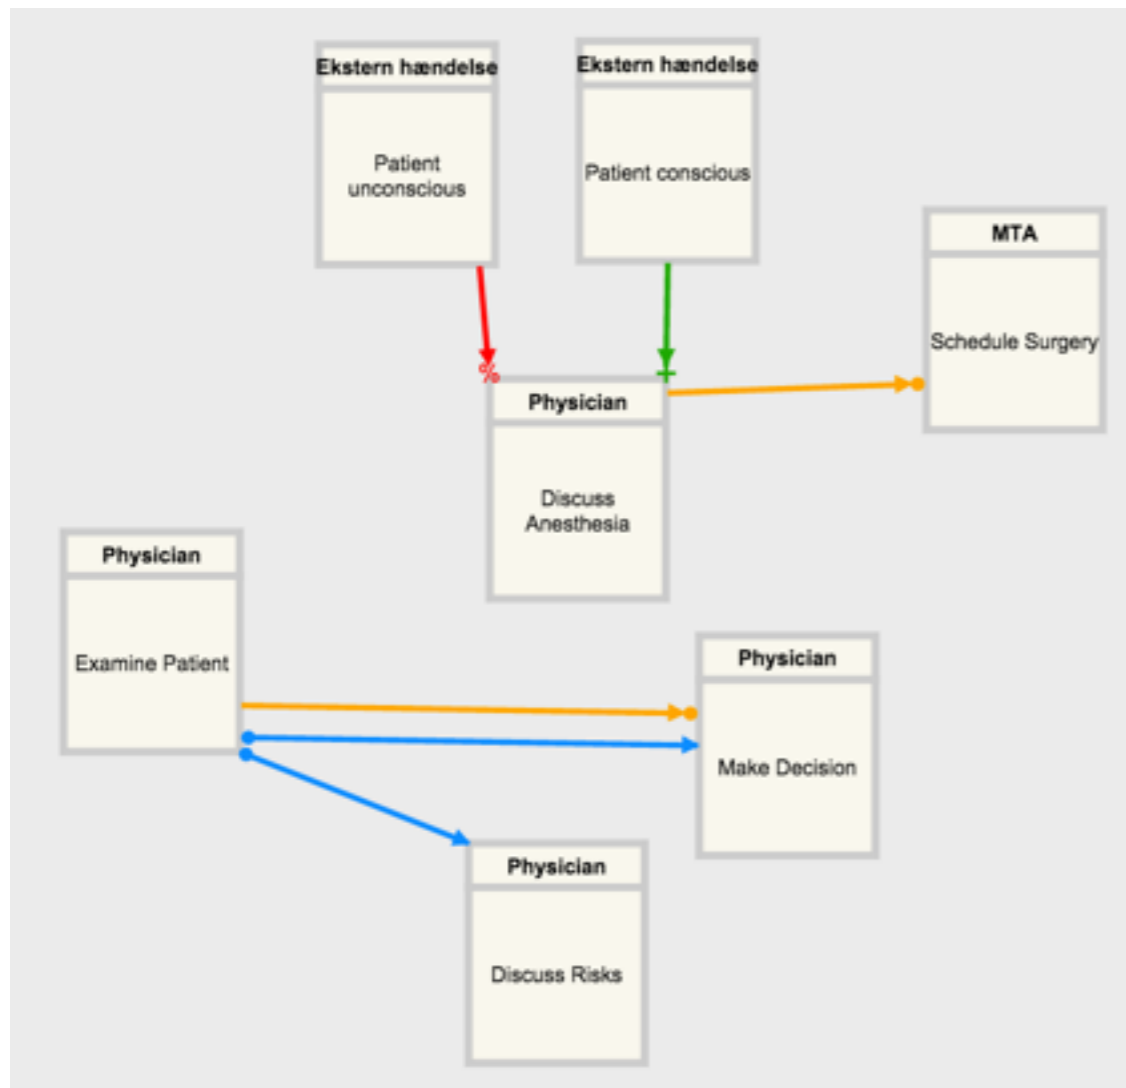 Ekstern hændelse
Patient
unconscious
Ekstern hændelse
Patient conscious
MTA
Schedule Surgery
%
+
Physician
Discuss
Anesthesia
Physician
Examine Patient
Physician
Make Decision
Physician
Discuss Risks